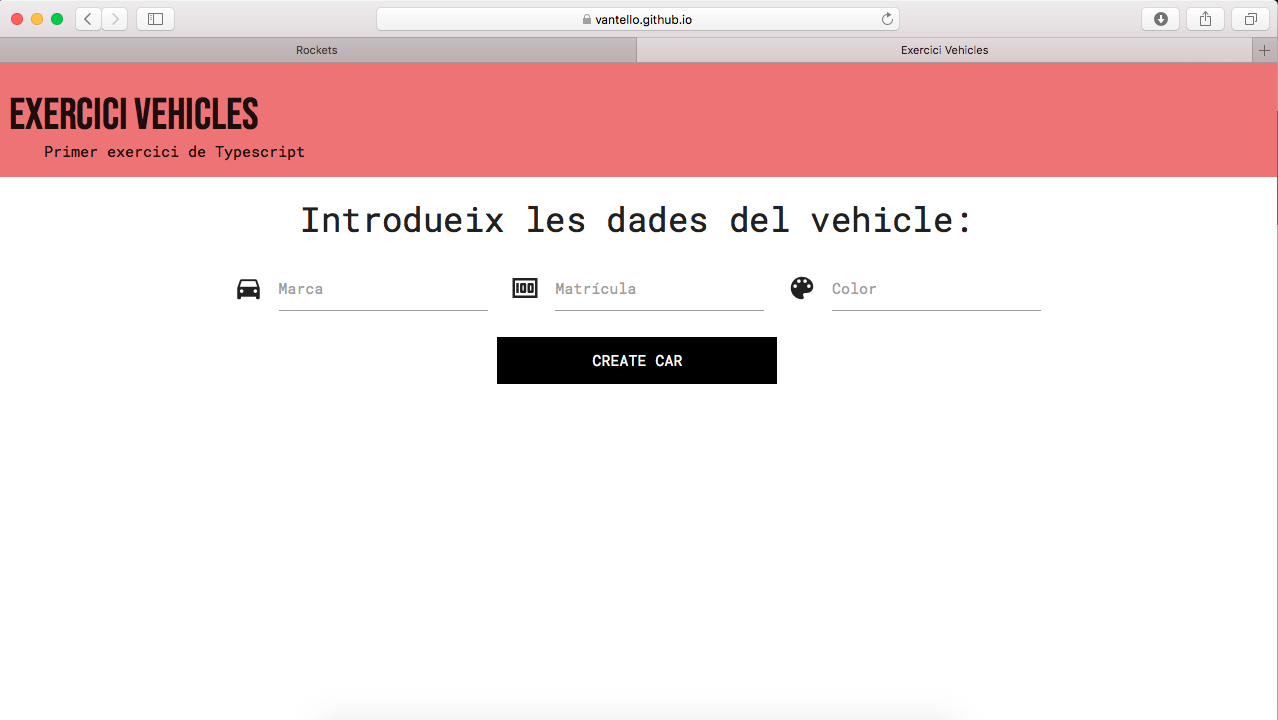 vantello.github.io
Rockets
Exercici Vehicles
EXERCICI VEHICLES
Primer exercici de Typescript
Introdueix les dades del vehicle:
Marca
100
Matrícula
Color
CREATE CAR